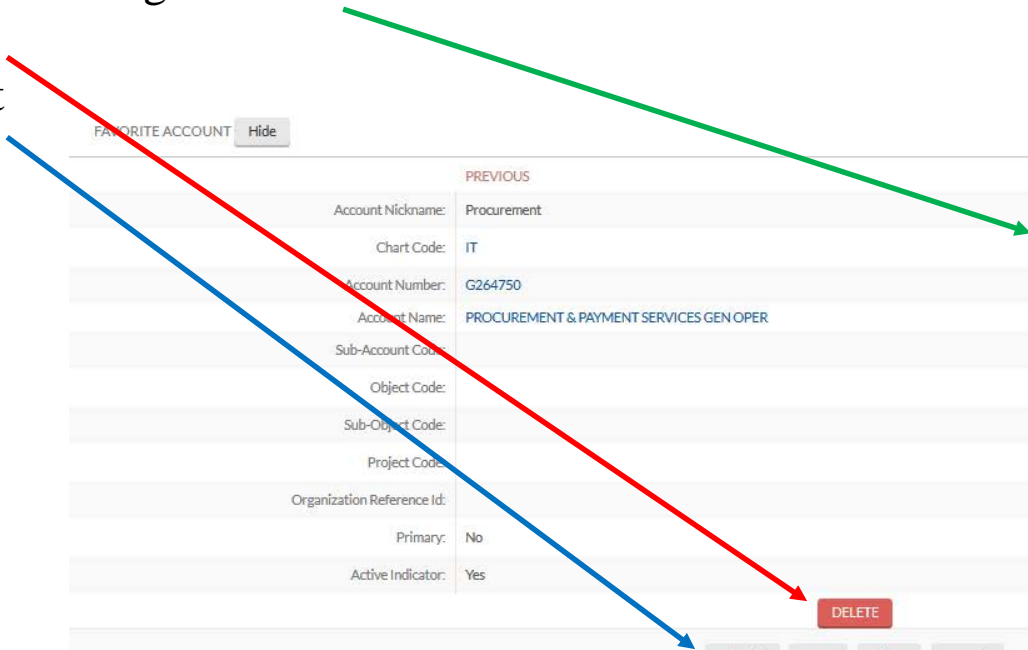 FAVORITE ACCOUNT Hide
PREVIOUS
Account Nickname: Procurement
Chart Code: IT
Account Number: G264750
Account Name: PROCUREMENT & PAYMENT SERVICES GEN OPER
Sub-Account Code:
Object Code:
Sub-Object Code:
Project Code:
Organization Reference Id:
Primary: No
Active Indicator: Yes
DELETE